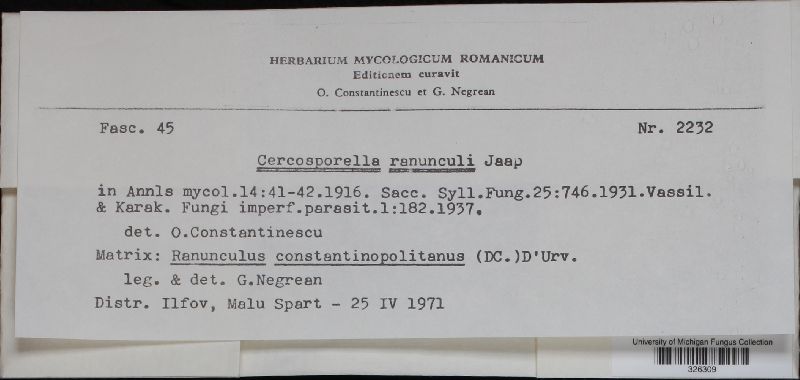 HERBARIUM MYCOLOGICUM ROMANICUM
Editionem curavit
O. Constantinescu et G. Negrean
Fasc. 45 Nr. 2232
Cercosporella ranunculi Jaap
in Annls mycol.14:41-42.1916. Sacc. Syll.Fung.25:746.1931.Vassil.
& Karak. Fungi imperf.parasit.1:182.1937.
det. O.Constantinescu
Matrix: Ranunculus constantinopolitanus (DC.)D'Urv.
leg. & det. G.Negrean
Distr. Ilfov, Malu Spart - 25 IV 1971
University of Michigan Fungus Collection
326309